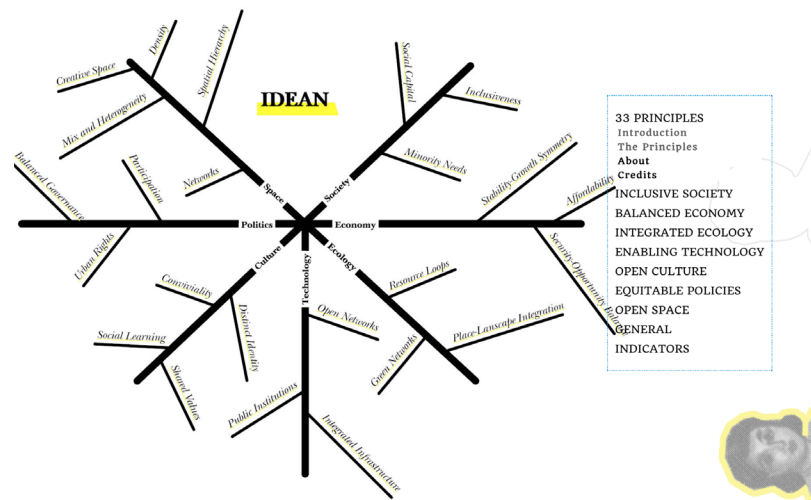 IDEAN
Creative Space
Density
Spatial Hierarchy
Mix and Heterogeneity
Networks
Space
Social Capital
Inclusiveness
Minority Needs
Society
Balanced Governance
Participation
Urban Rights
Politics
Economy
Stability-Growth Symmetry
Affordability
Security-Opportunity Balance
Culture
Conviviality
Distinct Identity
Social Learning
Shared Values
Technology
Open Networks
Public Institutions
Integrated Infrastructure
Ecology
Resource Loops
Place-Lanscape Integration
Green Networks
33 PRINCIPLES
Introduction
The Principles
About
Credits
INCLUSIVE SOCIETY
BALANCED ECONOMY
INTEGRATED ECOLOGY
ENABLING TECHNOLOGY
OPEN CULTURE
EQUITABLE POLICIES
OPEN SPACE
GENERAL
INDICATORS